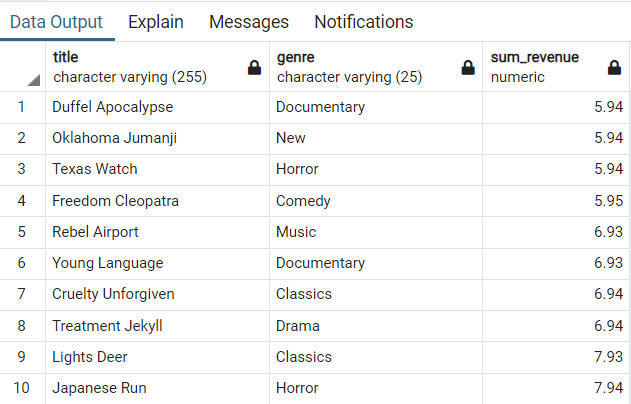 Data Output Explain Messages Notifications
title genre sum_revenue
character varying (255) character varying (25) numeric
1 Duffel Apocalypse Documentary 5.94
2 Oklahoma Jumanji New 5.94
3 Texas Watch Horror 5.94
4 Freedom Cleopatra Comedy 5.95
5 Rebel Airport Music 6.93
6 Young Language Documentary 6.93
7 Cruelty Unforgiven Classics 6.94
8 Treatment Jekyll Drama 6.94
9 Lights Deer Classics 7.93
10 Japanese Run Horror 7.94